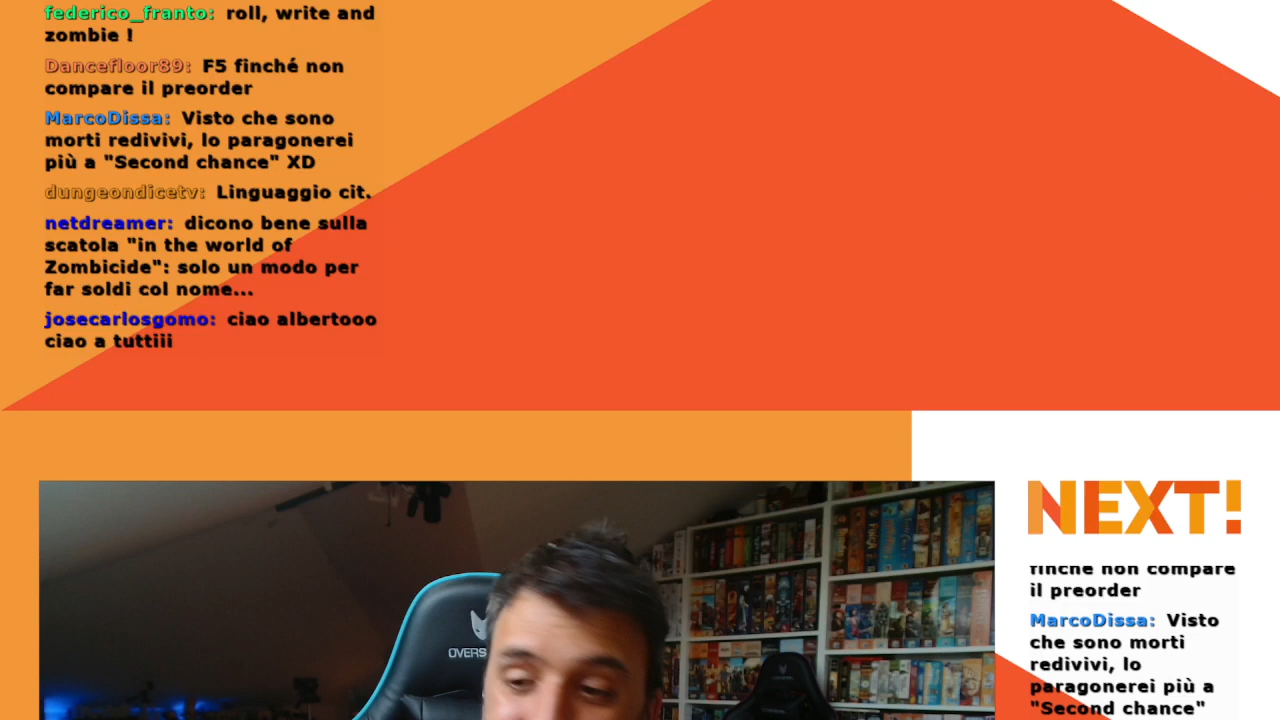 federico_franto: roll, write and
zombie !
Dancefloor89: F5 finché non
compare il preorder
MarcoDissa: Visto che sono
morti redivivi, lo paragonerei
più a "Second chance" XD
dungeondicetv: Linguaggio cit.
netdreamer: dicono bene sulla
scatola "in the world of
Zombicide": solo un modo per
far soldi col nome...
josecarlosgomo: ciao albertooo
ciao a tuttiii
NEXT!
finché non compare
il preorder
MarcoDissa: Visto
che sono morti
redivivi, lo
paragonerei più a
"Second chance"
OVERS